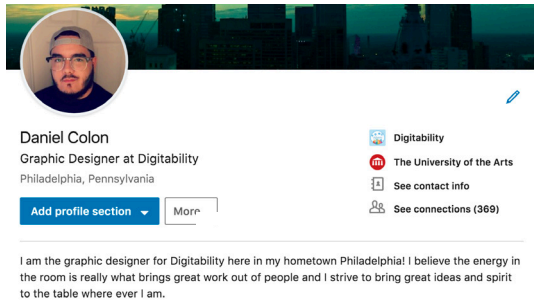 Daniel Colon
Graphic Designer at Digitability
Philadelphia, Pennsylvania
Add profile section
More
Digitability
The University of the Arts
See contact info
See connections (369)
I am the graphic designer for Digitability here in my hometown Philadelphia! I believe the energy in
the room is really what brings great work out of people and I strive to bring great ideas and spirit
to the table where ever I am.